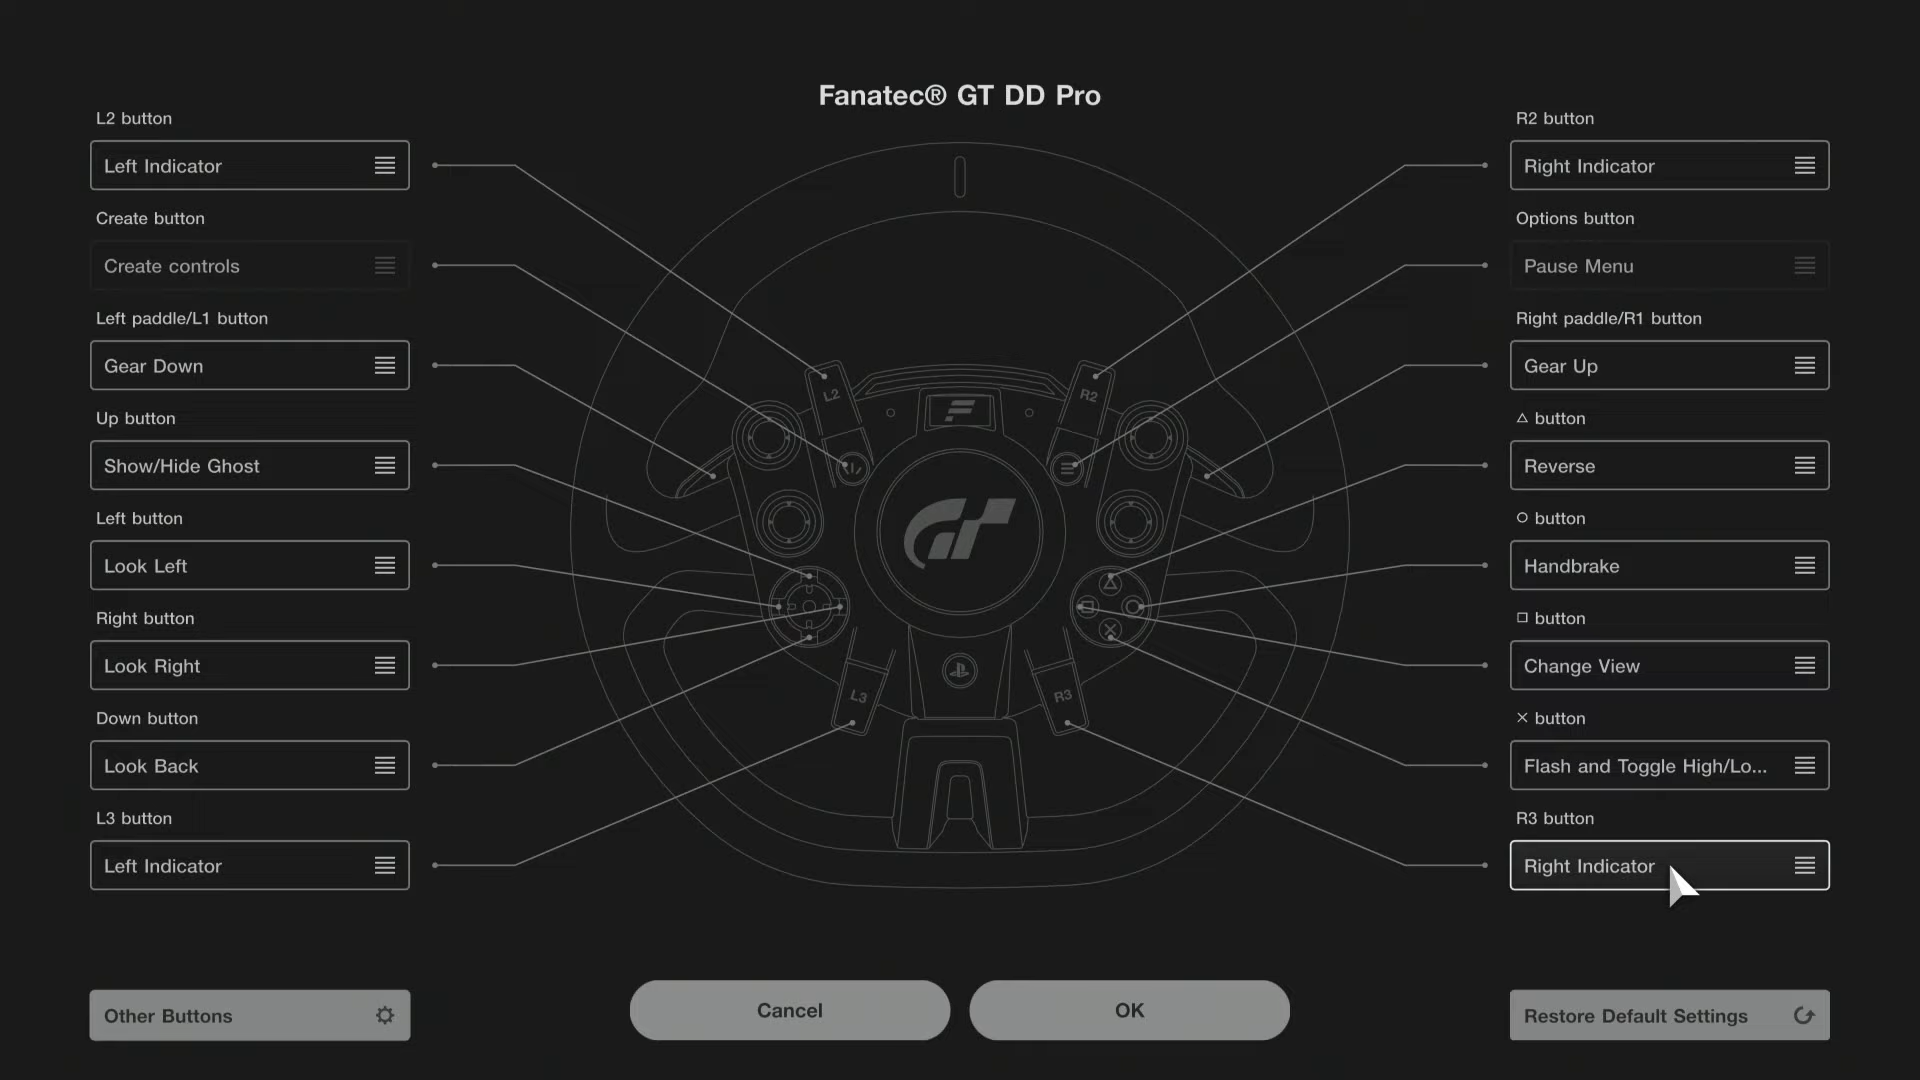 Fanatec® GT DD Pro
L2 button
Left Indicator
Create button
Create controls
Left paddle/L1 button
Gear Down
Up button
Show/Hide Ghost
Left button
Look Left
Right button
Look Right
Down button
Look Back
L3 button
Left Indicator
L2
R2
GT
L3
R3
R2 button
Right Indicator
Options button
Pause Menu
Right paddle/R1 button
Gear Up
△ button
Reverse
○ button
Handbrake
□ button
Change View
✕ button
Flash and Toggle High/Lo...
R3 button
Right Indicator
Other Buttons
Cancel
OK
Restore Default Settings